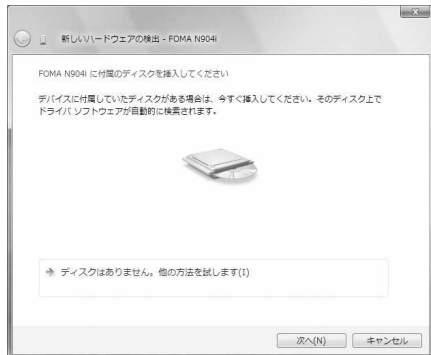 新しいハードウェアの検出 - FOMA N904i
FOMA N904i に付属のディスクを挿入してください
デバイスに付属していたディスクがある場合は、今すぐ挿入してください。そのディスク上で
ドライバ ソフトウェアが自動的に検索されます。
ディスクはありません。他の方法を試します(I)
次へ(N)
キャンセル